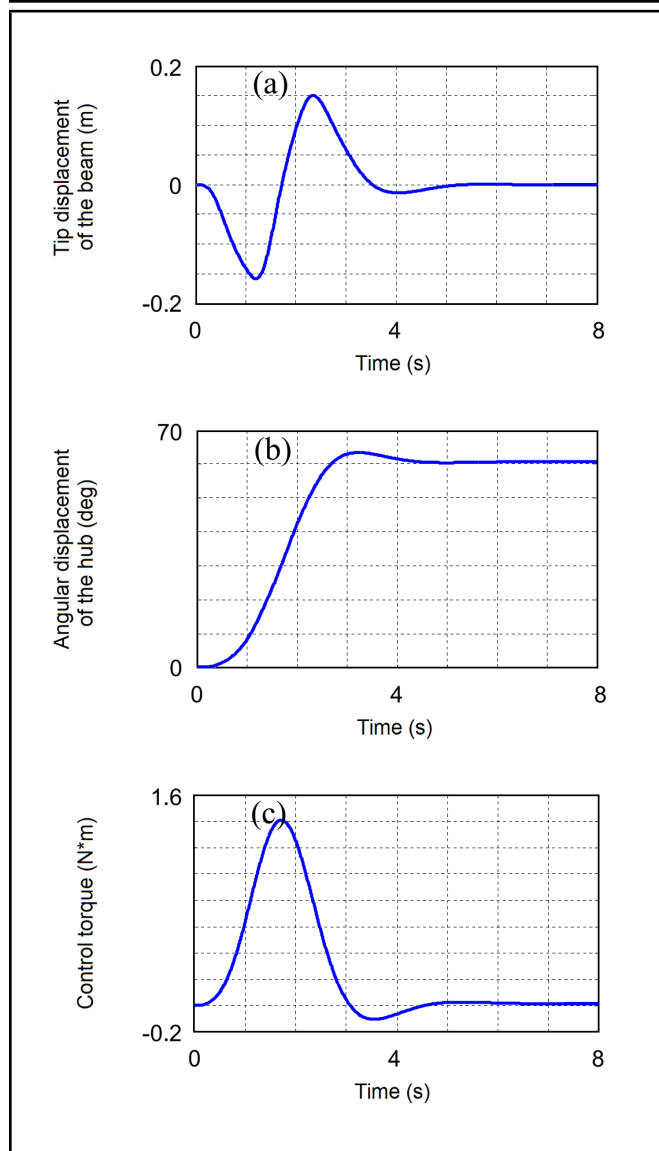 0.2
(a)
Tip displacement
of the beam (m)
0
-0.2
0
4
8
Time (s)
70
(b)
Angular displacement
of the hub (deg)
0
0
4
8
Time (s)
1.6
(c)
Control torque (N*m)
-0.2
0
4
8
Time (s)